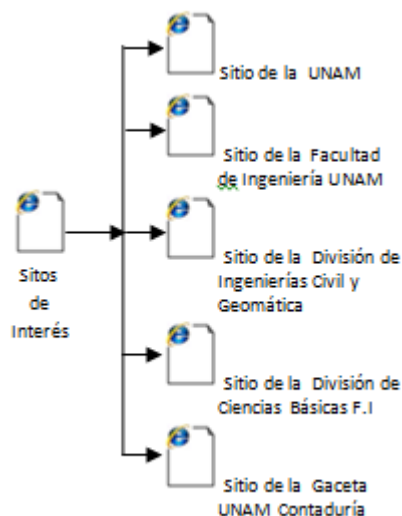 Sitio de la UNAM
Sitio de la Facultad
de Ingeniería UNAM
Sitos
de
Interés
Sitio de la División de
Ingenierías Civil y
Geomática
Sitio de la División de
Ciencias Básicas F.I
Sitio de la Gaceta
UNAM Contaduría